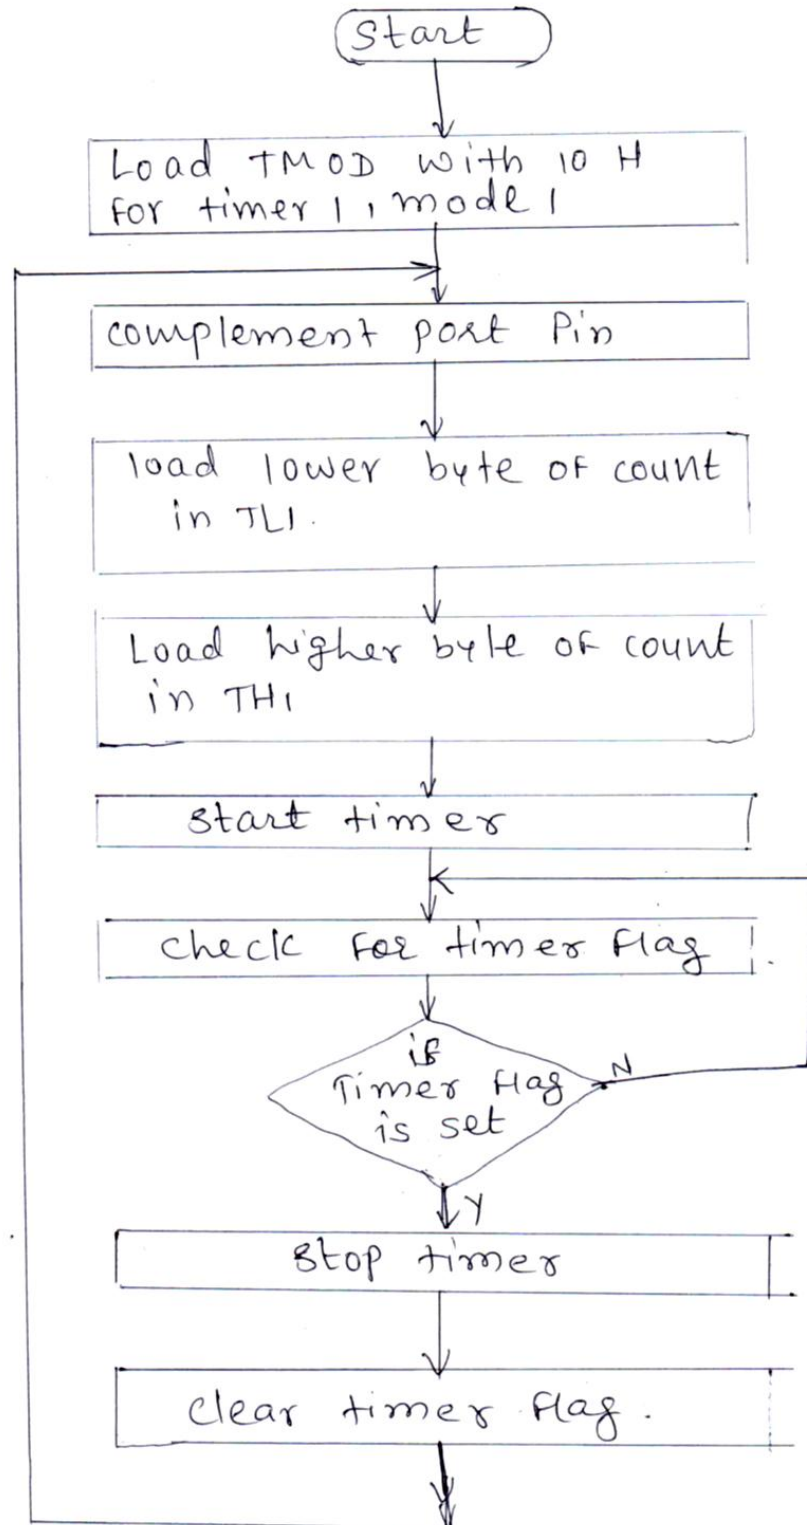 Start
Load TMOD with 10 H
for timer 1, mode 1
complement port Pin
load lower byte of count
in TL1.
Load higher byte of count
in TH1
start timer
check for timer flag
if
Timer flag
is set
N
Y
stop timer
clear timer flag.